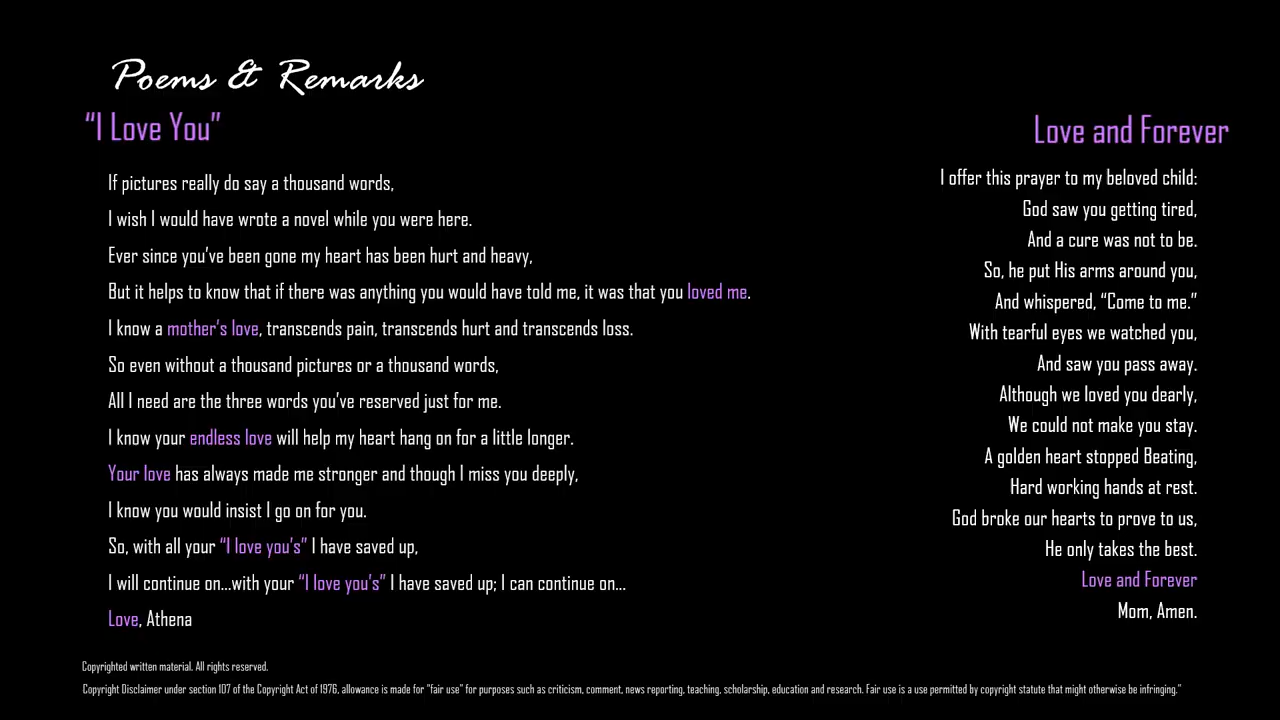 Poems & Remarks
“I Love You”
If pictures really do say a thousand words,
I wish I would have wrote a novel while you were here.
Ever since you’ve been gone my heart has been hurt and heavy,
But it helps to know that if there was anything you would have told me, it was that you loved me.
I know a mother’s love, transcends pain, transcends hurt and transcends loss.
So even without a thousand pictures or a thousand words,
All I need are the three words you’ve reserved just for me.
I know your endless love will help my heart hang on for a little longer.
Your love has always made me stronger and though I miss you deeply,
I know you would insist I go on for you.
So, with all your “I love you’s” I have saved up,
I will continue on...with your “I love you’s” I have saved up; I can continue on...
Love, Athena
Love and Forever
I offer this prayer to my beloved child:
God saw you getting tired,
And a cure was not to be.
So, he put His arms around you,
And whispered, “Come to me.”
With tearful eyes we watched you,
And saw you pass away.
Although we loved you dearly,
We could not make you stay.
A golden heart stopped Beating,
Hard working hands at rest.
God broke our hearts to prove to us,
He only takes the best.
Love and Forever
Mom, Amen.
Copyrighted written material. All rights reserved.
Copyright Disclaimer under section 107 of the Copyright Act of 1976, allowance is made for "fair use" for purposes such as criticism, comment, news reporting, teaching, scholarship, education and research. Fair use is a use permitted by copyright statute that might otherwise be infringing."